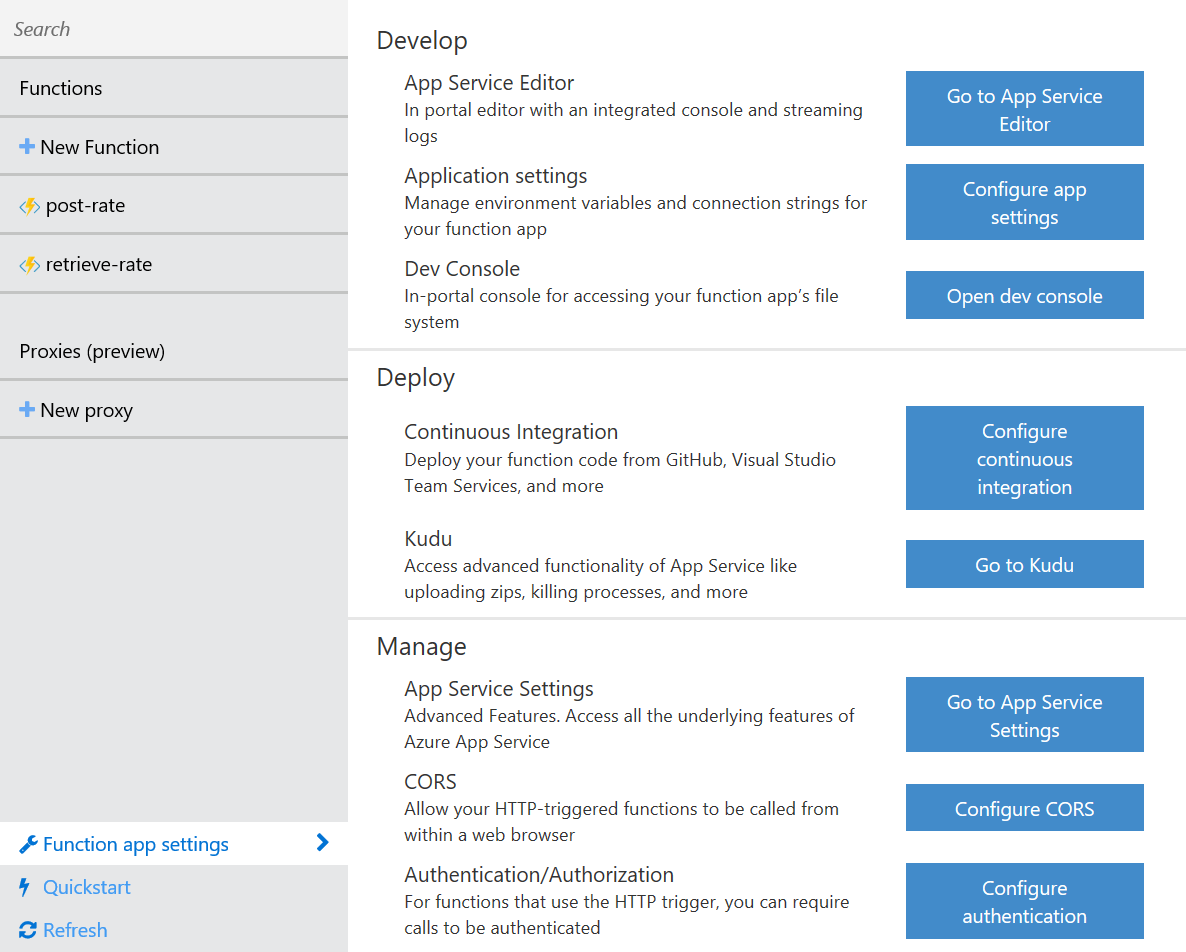 Search
Functions
New Function
post-rate
retrieve-rate
Proxies (preview)
New proxy
Function app settings
Quickstart
Refresh
Develop
App Service Editor
In portal editor with an integrated console and streaming
logs
Go to App Service
Editor
Application settings
Manage environment variables and connection strings for
your function app
Configure app
settings
Dev Console
In-portal console for accessing your function app’s file
system
Open dev console
Deploy
Continuous Integration
Deploy your function code from GitHub, Visual Studio
Team Services, and more
Configure
continuous
integration
Kudu
Access advanced functionality of App Service like
uploading zips, killing processes, and more
Go to Kudu
Manage
App Service Settings
Advanced Features. Access all the underlying features of
Azure App Service
Go to App Service
Settings
CORS
Allow your HTTP-triggered functions to be called from
within a web browser
Configure CORS
Authentication/Authorization
For functions that use the HTTP trigger, you can require
calls to be authenticated
Configure
authentication